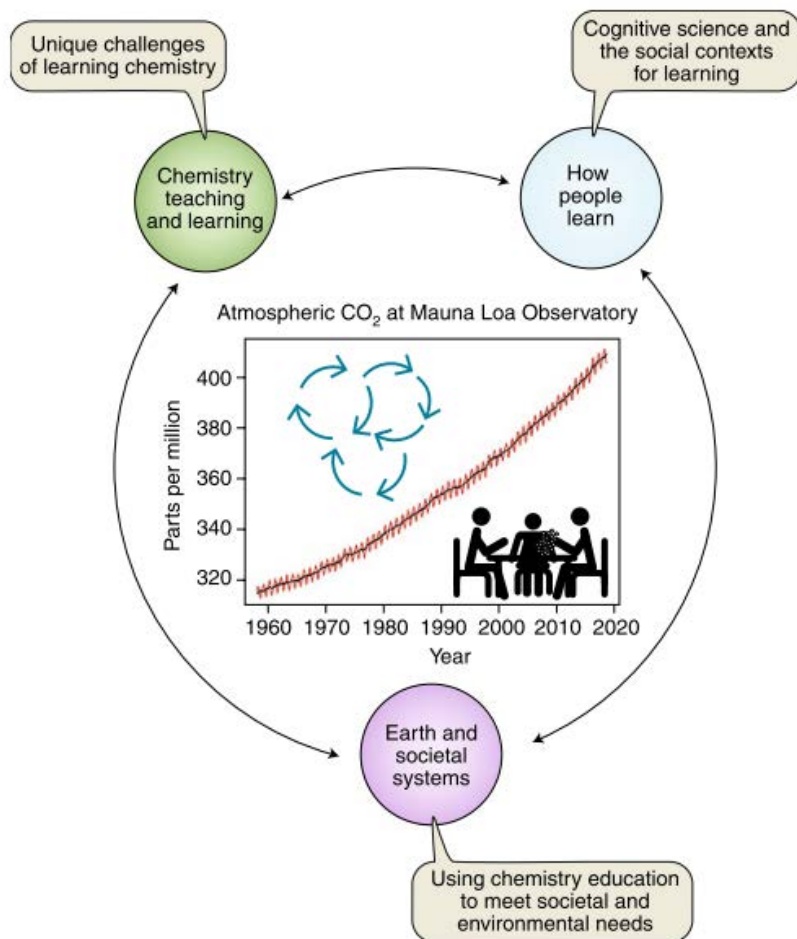 Unique challenges
of learning chemistry
Cognitive science and
the social contexts
for learning
Chemistry
teaching
and learning
How
people
learn
Atmospheric CO₂ at Mauna Loa Observatory
Parts per million
400
380
360
340
320
1960 1970 1980 1990 2000 2010 2020
Year
Earth and
societal
systems
Using chemistry education
to meet societal and
environmental needs